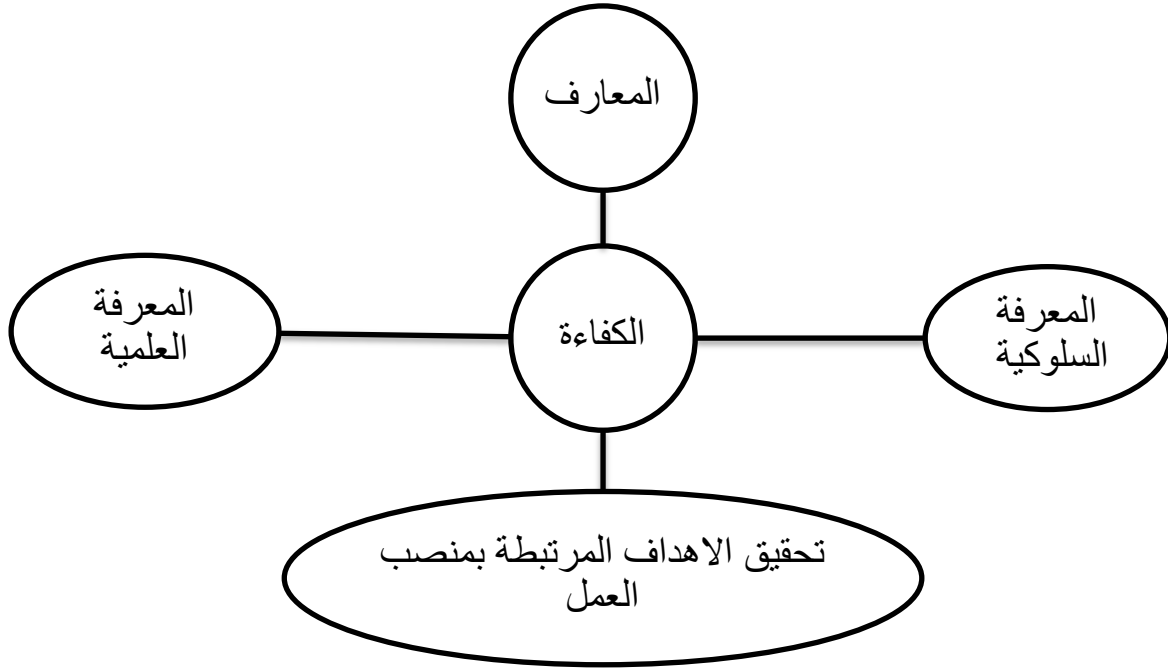 المعارف
المعرفة
السلوكية
الكفاءة
المعرفة
العلمية
تحقيق الاهداف المرتبطة بمنصب
العمل